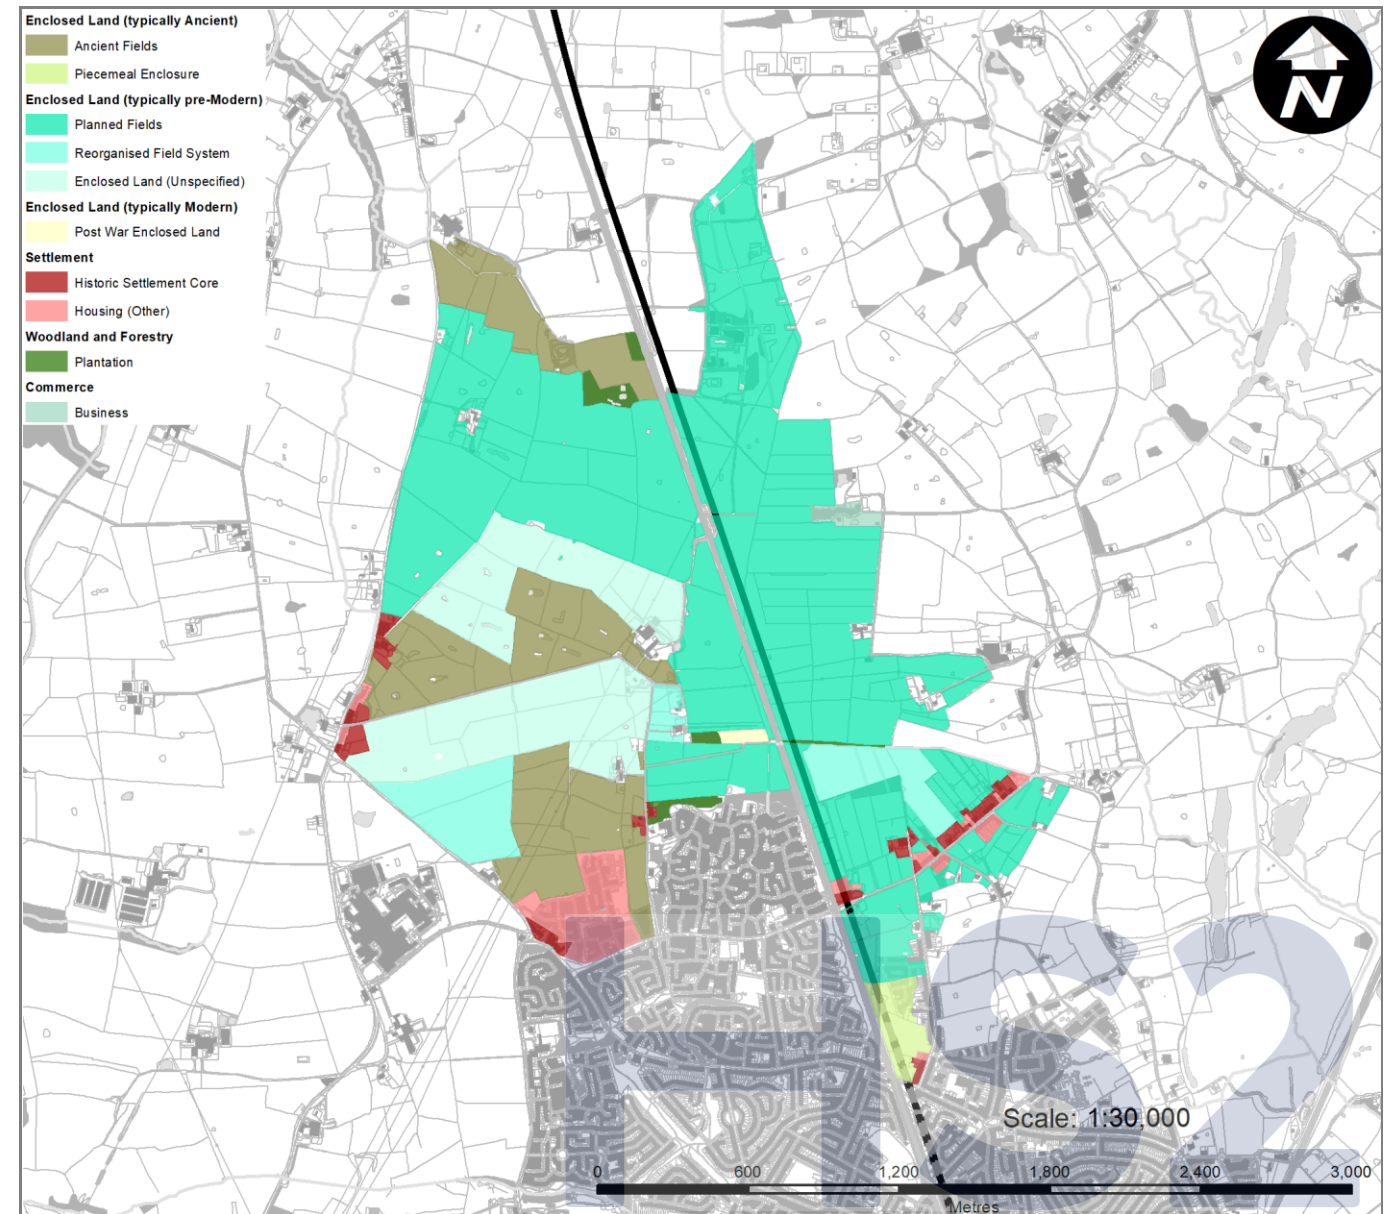 Enclosed Land (typically Ancient)
Ancient Fields
Piecemeal Enclosure
Enclosed Land (typically pre-Modern)
Planned Fields
Reorganised Field System
Enclosed Land (Unspecified)
Enclosed Land (typically Modern)
Post War Enclosed Land
Settlement
Historic Settlement Core
Housing (Other)
Woodland and Forestry
Plantation
Commerce
Business
N
HS2
Scale: 1:30,000
0 600 1,200 1,800 2,400 3,000
Metres